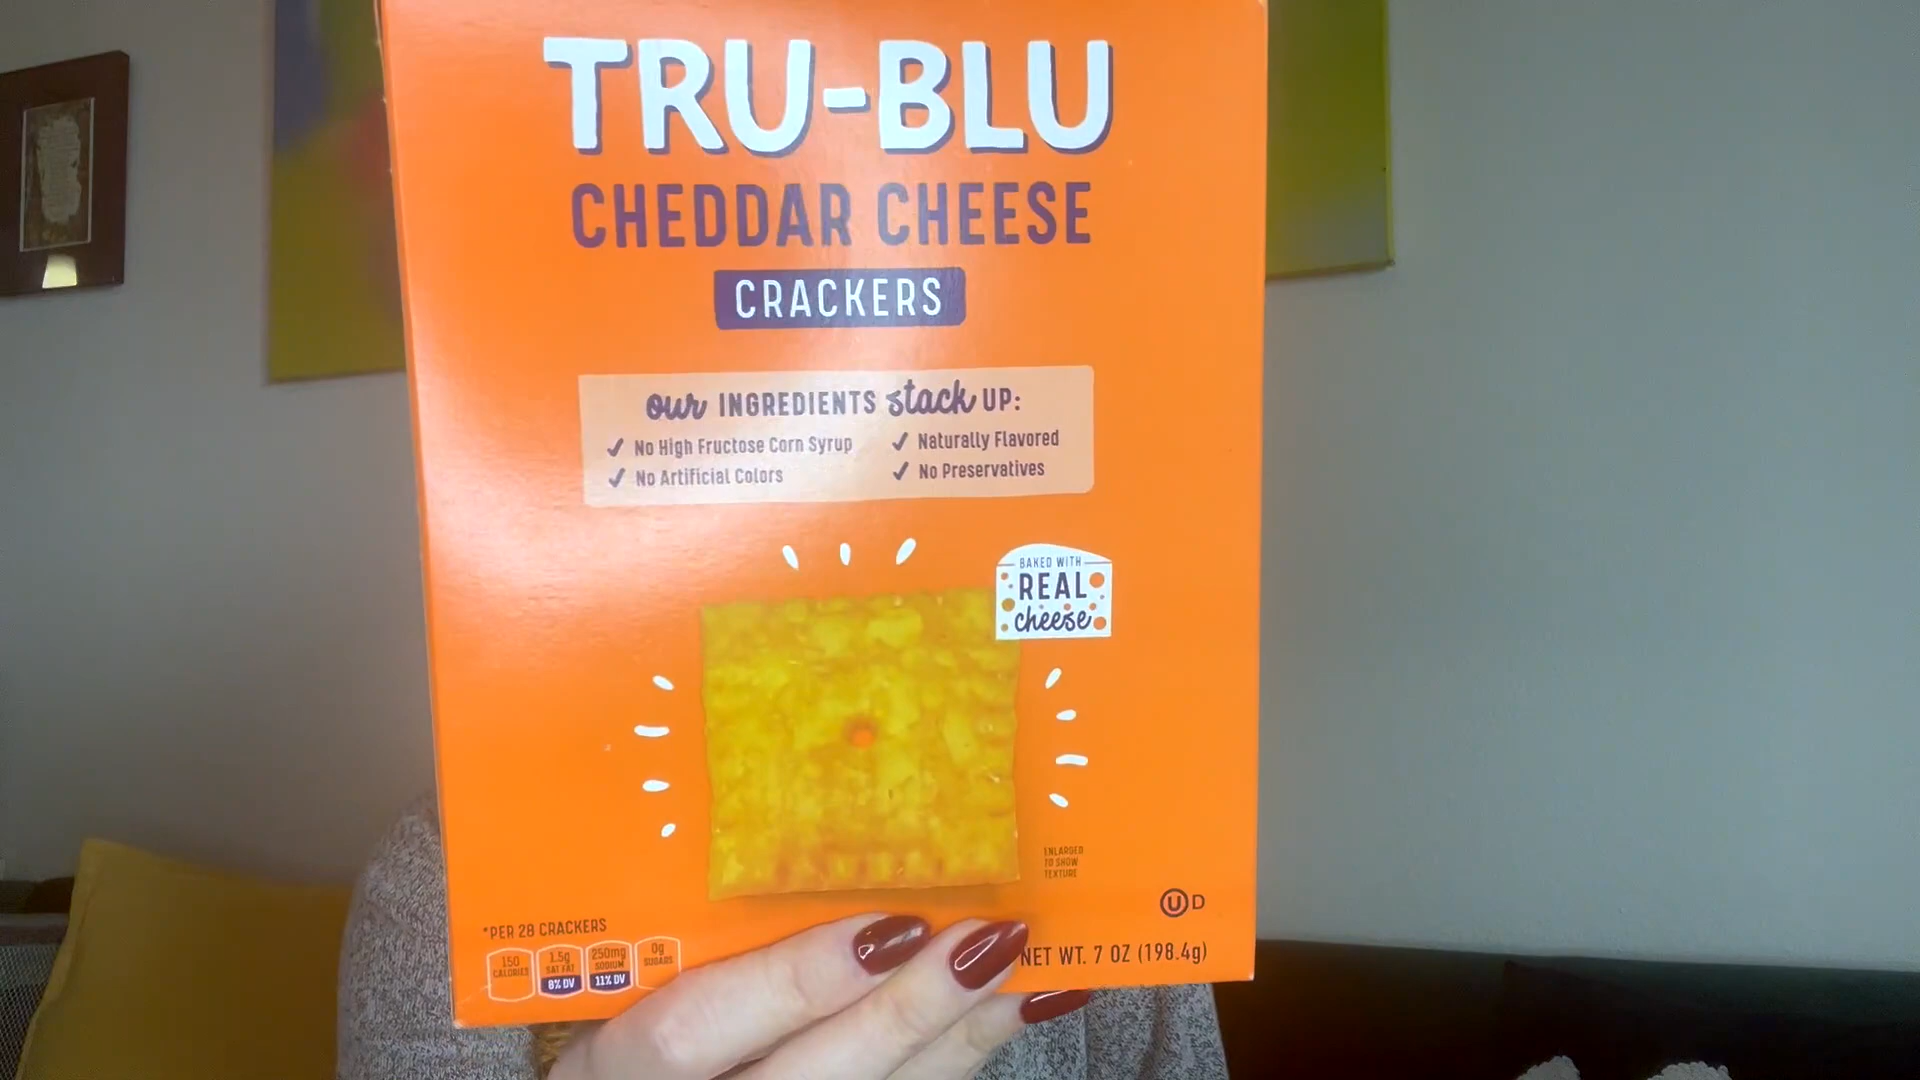 TRU-BLU
CHEDDAR CHEESE
CRACKERS
our INGREDIENTS stack UP:
✓ No High Fructose Corn Syrup
✓ Naturally Flavored
✓ No Artificial Colors
✓ No Preservatives
BAKED WITH
REAL
cheese
ENLARGED
TO SHOW
TEXTURE
U D
*PER 28 CRACKERS
150
CALORIES
1.5g
SAT FAT
8% DV
250mg
SODIUM
11% DV
0g
SUGARS
NET WT. 7 OZ (198.4g)